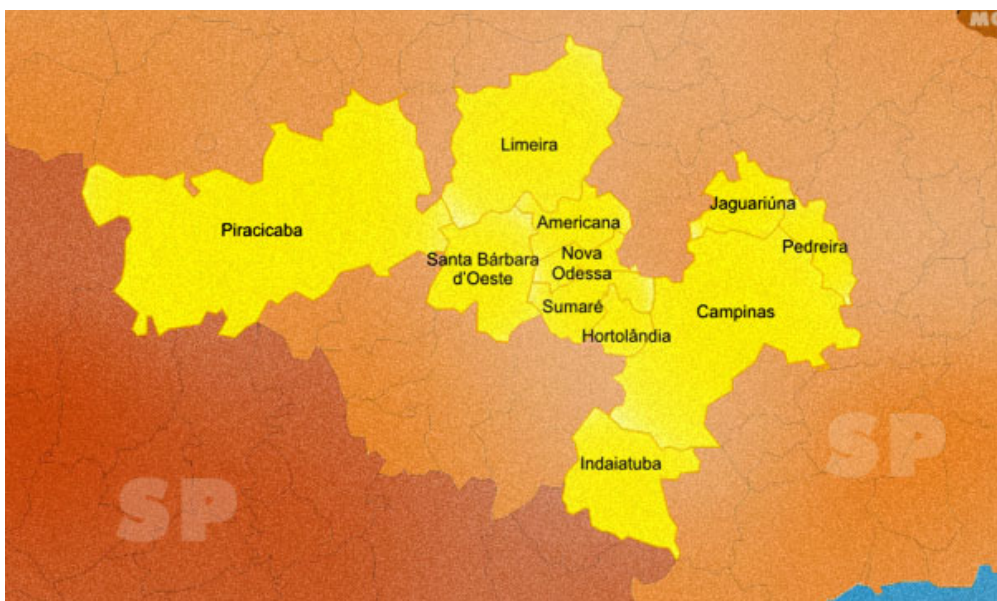 Limeira
Jaguariúna
Americana
Piracicaba
Pedreira
Nova
Odessa
Santa Bárbara
d'Oeste
Sumaré
Campinas
Hortolândia
SP
Indaiatuba
SP